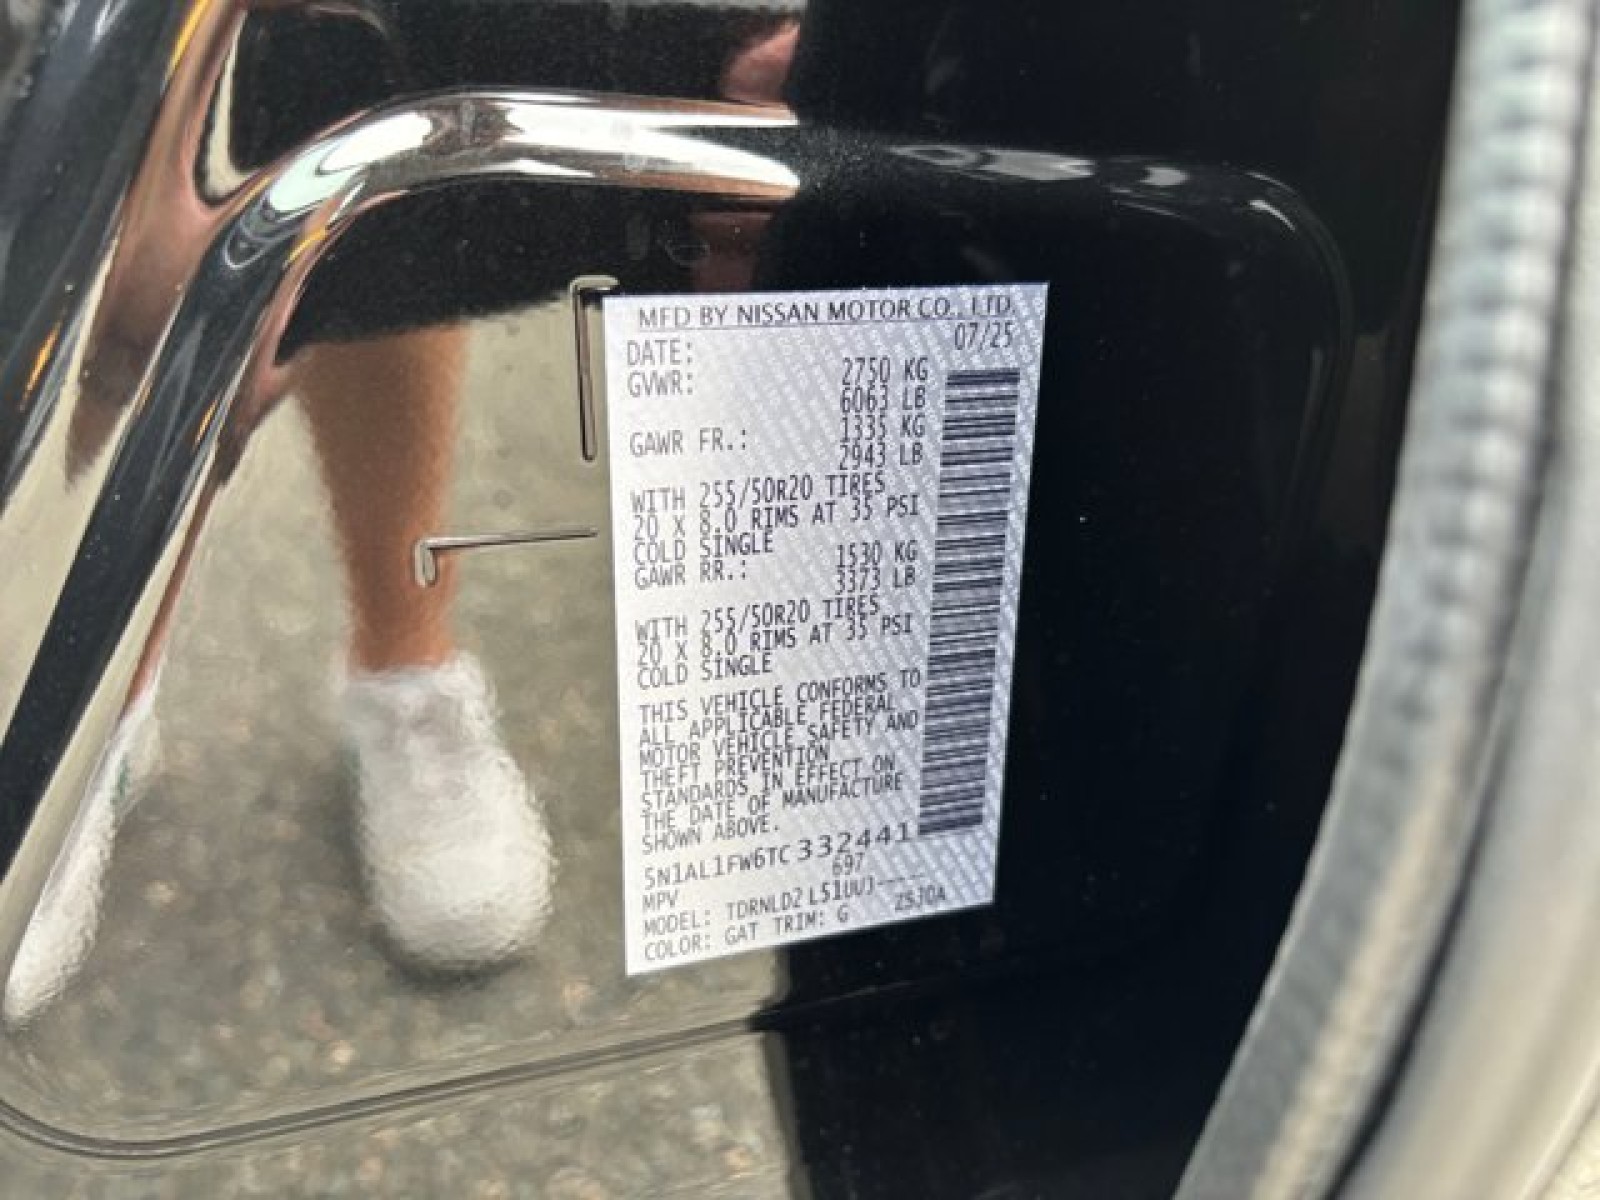 MFD BY NISSAN MOTOR CO., LTD.
DATE: 07/25
GVWR: 2750 KG
6063 LB
GAWR FR.: 1335 KG
2943 LB
WITH 255/50R20 TIRES
20 X 8.0 RIMS AT 35 PSI
COLD SINGLE
GAWR RR.: 1530 KG
3373 LB
WITH 255/50R20 TIRES
20 X 8.0 RIMS AT 35 PSI
COLD SINGLE
THIS VEHICLE CONFORMS TO
ALL APPLICABLE FEDERAL
MOTOR VEHICLE SAFETY AND
THEFT PREVENTION
STANDARDS IN EFFECT ON
THE DATE OF MANUFACTURE
SHOWN ABOVE.
5N1AL1FW6TC332441
MPV 697
MODEL: TDRNLD2 L51UUJ-----
COLOR: GAT TRIM: G Z5J0A